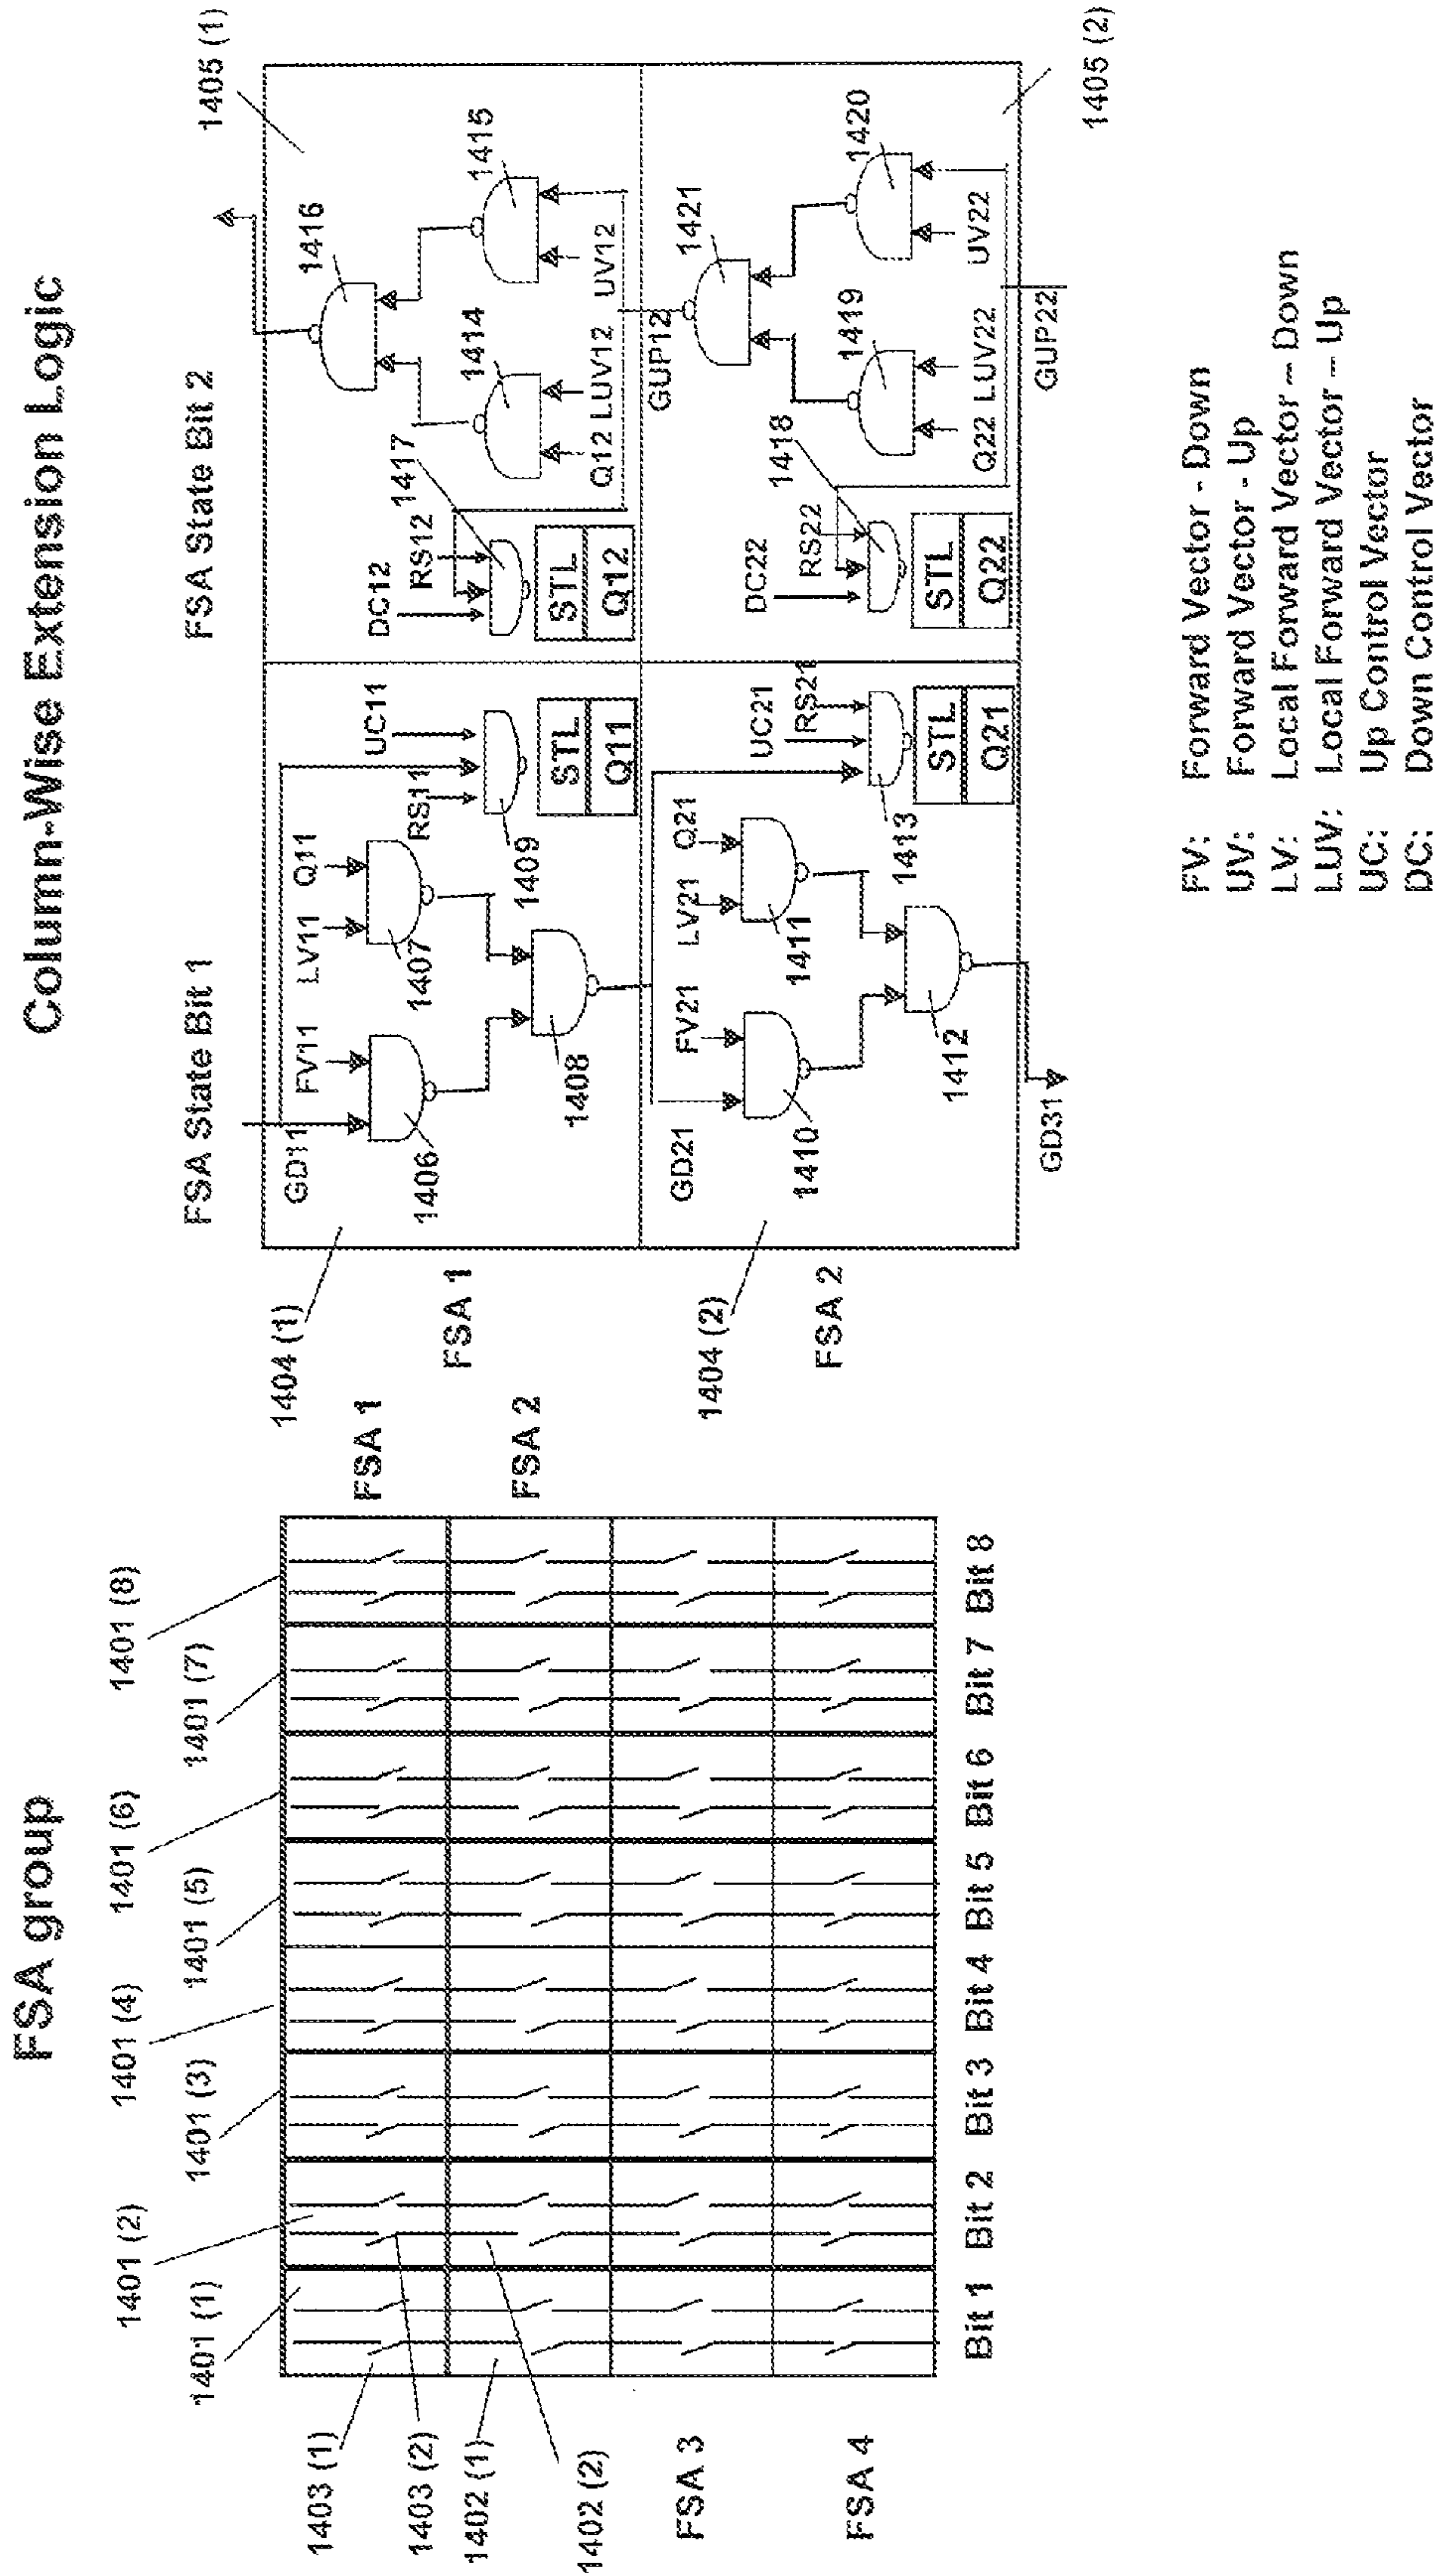 FSA group
1401 (1)
1401 (2)
1401 (3)
1401 (4)
1401 (5)
1401 (6)
1401 (7)
1401 (8)
1403 (1)
1403 (2)
1402 (1)
1402 (2)
FSA 3
FSA 4
FSA 1
FSA 2
Bit 1 Bit 2 Bit 3 Bit 4 Bit 5 Bit 6 Bit 7 Bit 8
Column-Wise Extension Logic
FSA State Bit 1
FSA State Bit 2
1404 (1)
FSA 1
1404 (2)
FSA 2
1405 (1)
1405 (2)
GD11
FV11
LV11
Q11
1406
1407
1408
RS11
UC11
1409
STL
Q11
DC12
RS12
1417
STL
Q12
1416
1414
1415
Q12 LUV12
UV12
GUP12
GD21
FV21
LV21
Q21
1410
1411
1412
UC21
RS21
1413
STL
Q21
GD31
DC22
RS22
1418
STL
Q22
1421
1419
1420
Q22 LUV22
UV22
GUP22
FV: Forward Vector - Down
UV: Forward Vector - Up
LV: Local Forward Vector – Down
LUV: Local Forward Vector – Up
UC: Up Control Vector
DC: Down Control Vector